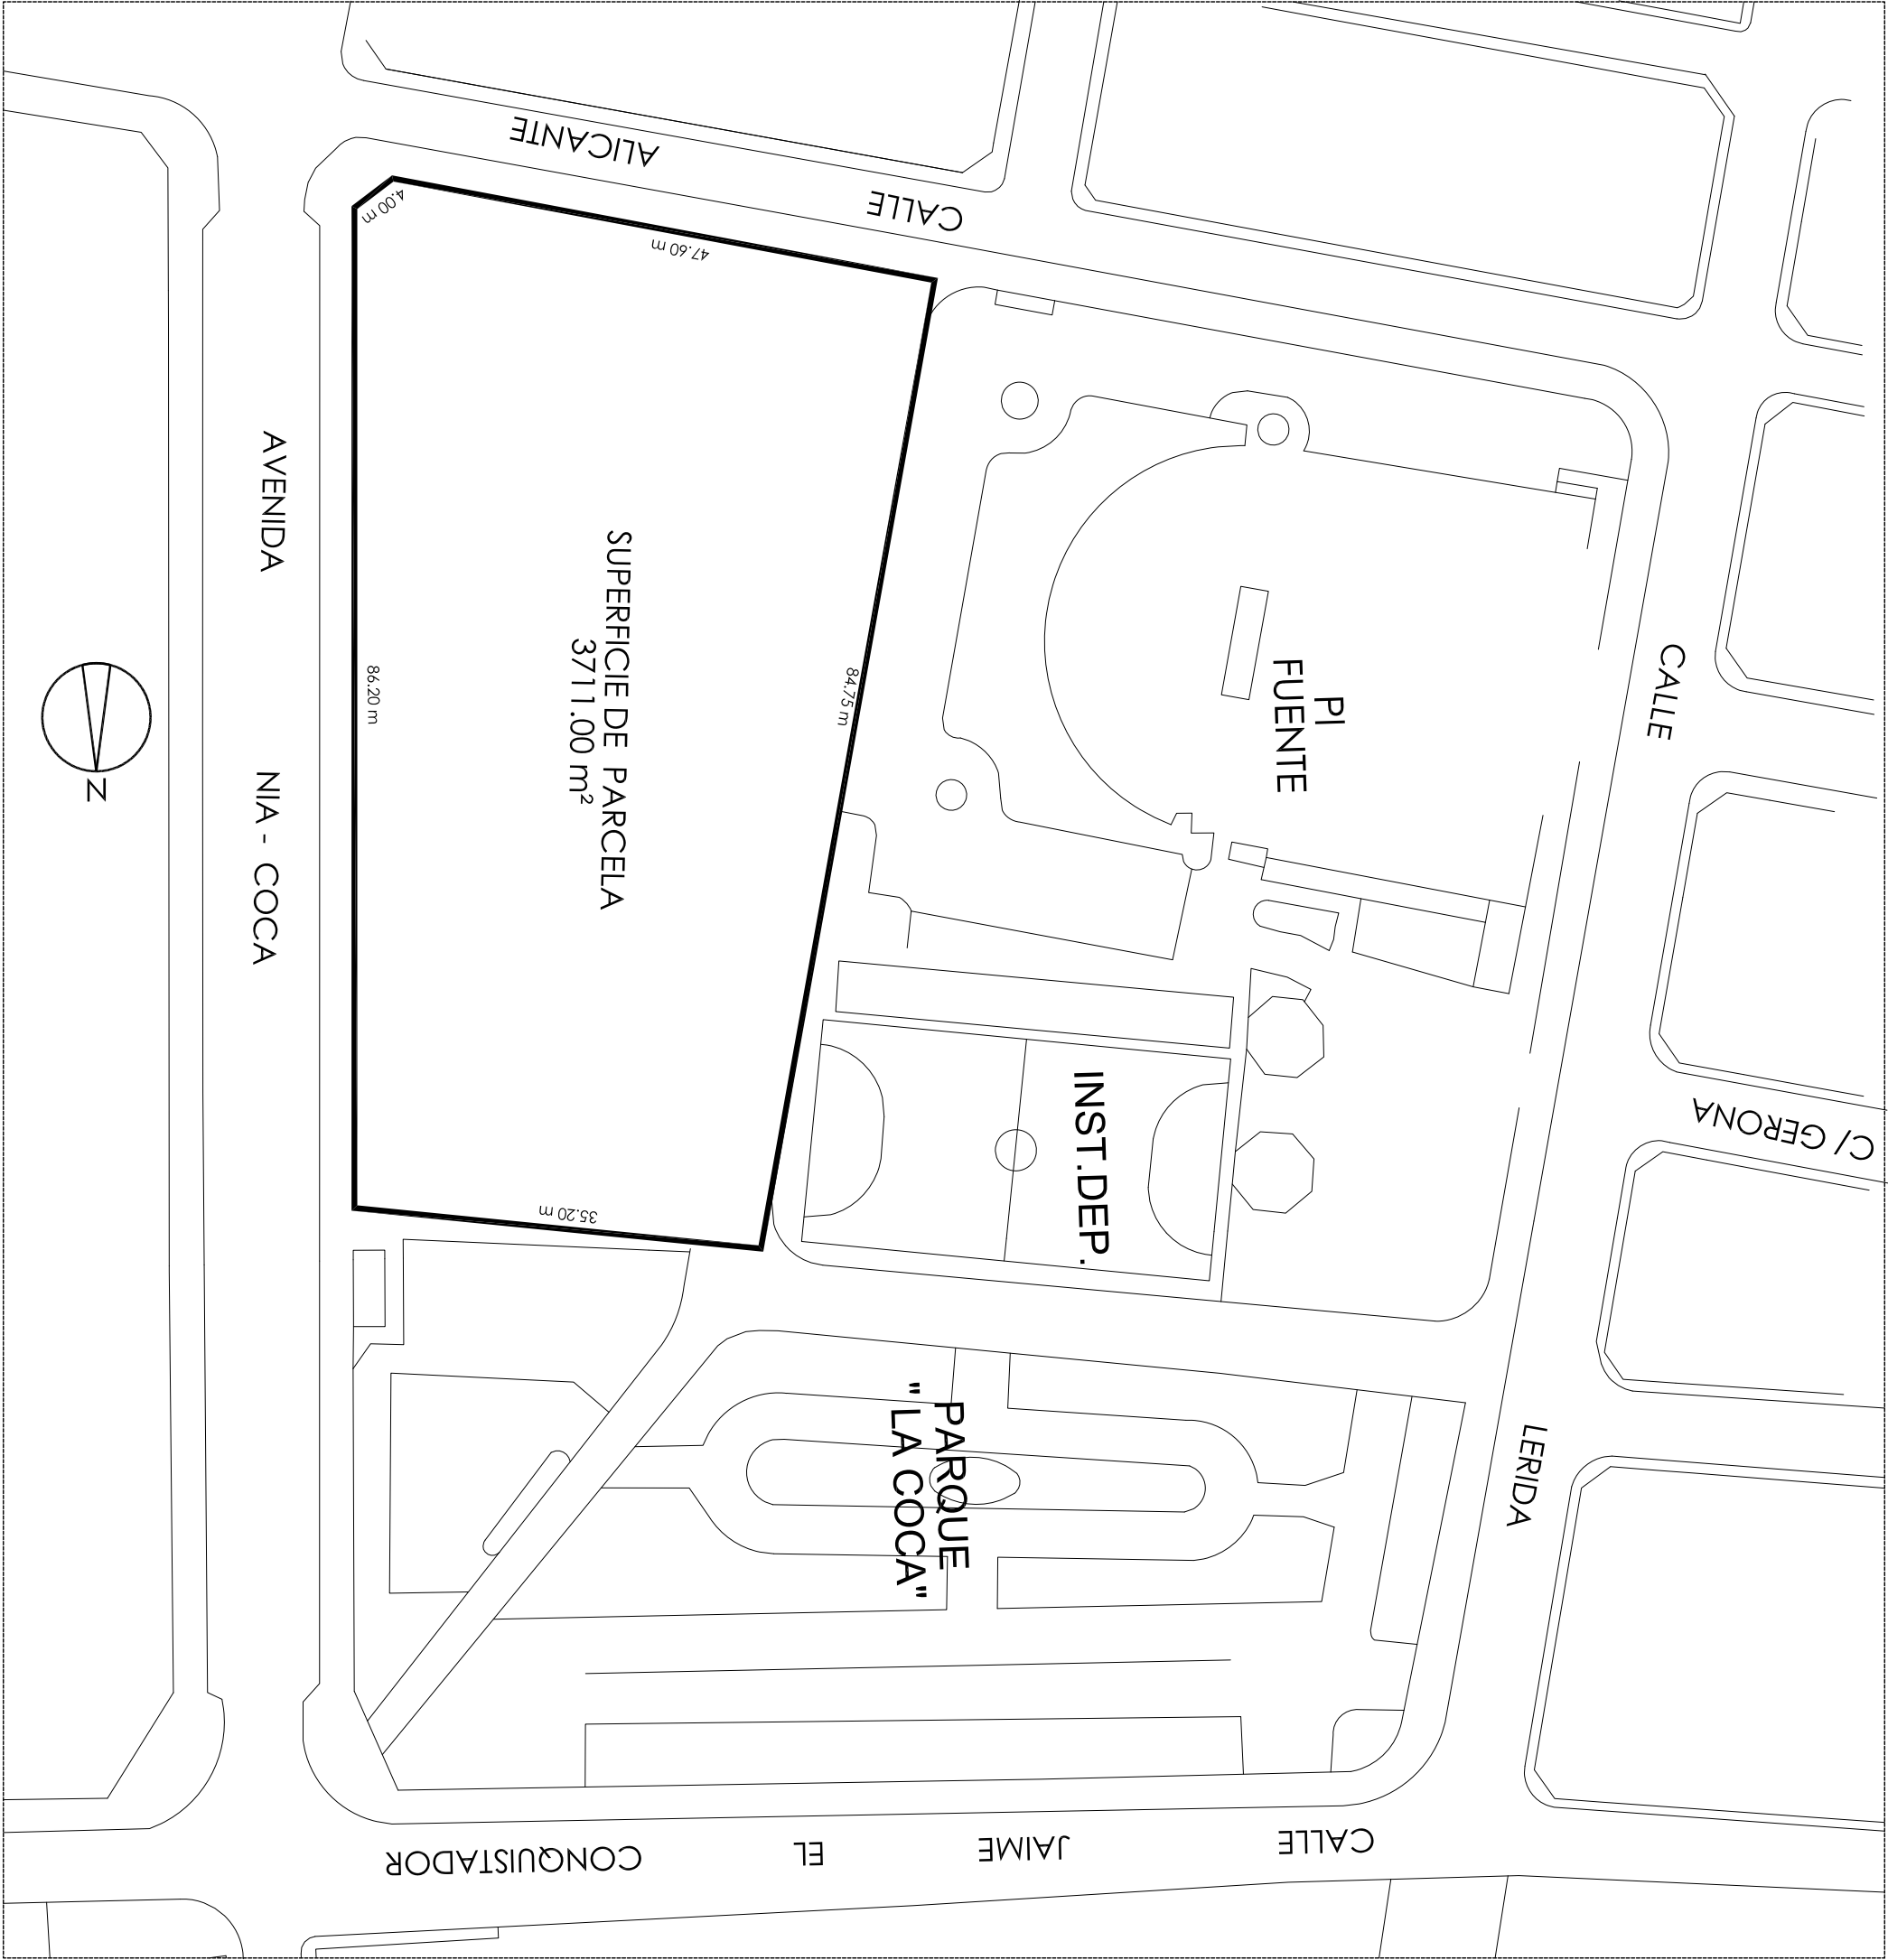 CALLE ALICANTE
4.00 m
47.60 m
AVENIDA NIA - COCA
86.20 m
SUPERFICIE DE PARCELA
3711.00 m²
84.75 m
35.20 m
N
PI
FUENTE
CALLE LERIDA
C/ GERONA
INST.DEP.
PARQUE
"LA COCA"
CALLE JAIME EL CONQUISTADOR